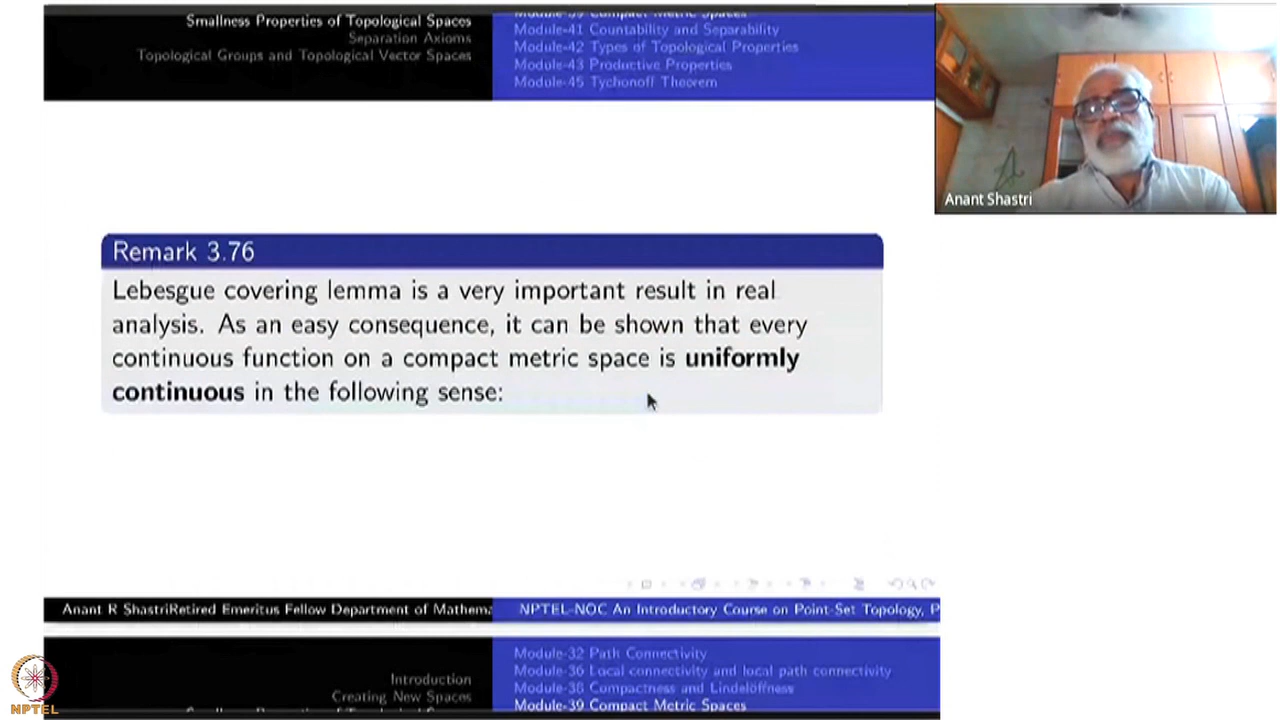 Smallness Properties of Topological Spaces
Separation Axioms
Topological Groups and Topological Vector Spaces
Module-39 Compact Metric Spaces
Module-41 Countability and Separability
Module-42 Types of Topological Properties
Module-43 Productive Properties
Module-45 Tychonoff Theorem
Anant Shastri
Remark 3.76
Lebesgue covering lemma is a very important result in real
analysis. As an easy consequence, it can be shown that every
continuous function on a compact metric space is uniformly
continuous in the following sense:
Anant R ShastriRetired Emeritus Fellow Department of Mathema
NPTEL-NOC An Introductory Course on Point-Set Topology, P
Introduction
Creating New Spaces
Module-32 Path Connectivity
Module-36 Local connectivity and local path connectivity
Module-38 Compactness and Lindelöffness
Module-39 Compact Metric Spaces
NPTEL